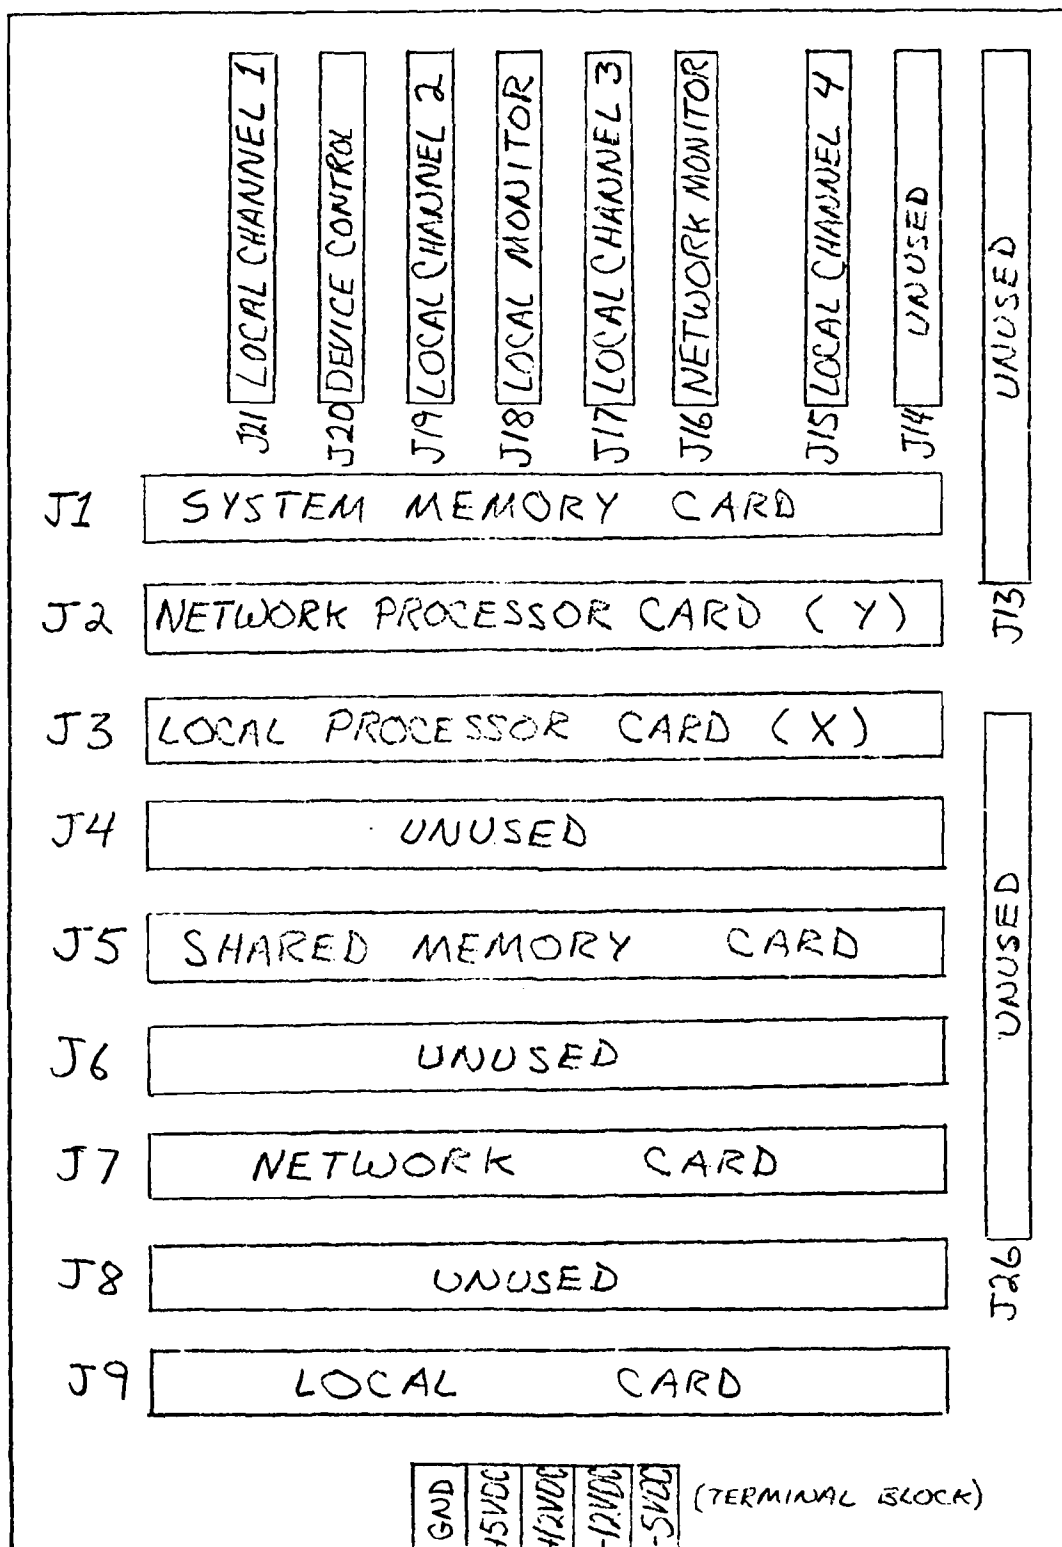 J21 LOCAL CHANNEL 1
J20 DEVICE CONTROL
J19 LOCAL CHANNEL 2
J18 LOCAL MONITOR
J17 LOCAL CHANNEL 3
J16 NETWORK MONITOR
J15 LOCAL CHANNEL 4
J14 UNUSED
J13 UNUSED
J1 SYSTEM MEMORY CARD
J2 NETWORK PROCESSOR CARD (Y)
J3 LOCAL PROCESSOR CARD (X)
J4 UNUSED
J5 SHARED MEMORY CARD
J6 UNUSED
J7 NETWORK CARD
J8 UNUSED
J9 LOCAL CARD
J26 UNUSED
GND
+5VDC
+12VDC
-12VDC
-5VDC
(TERMINAL BLOCK)